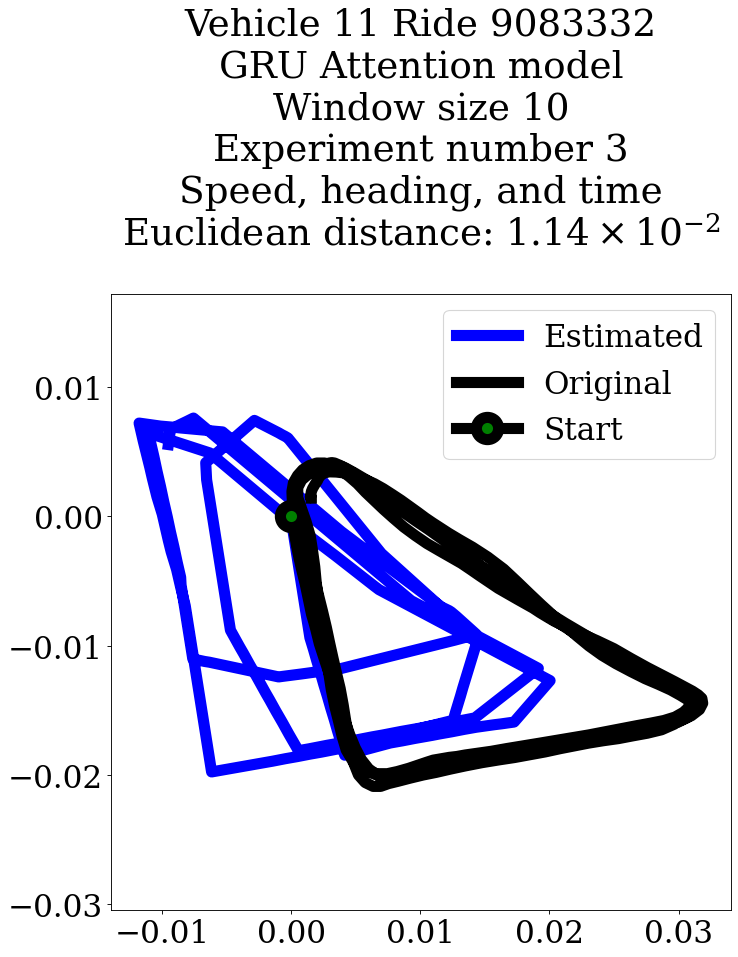 Vehicle 11 Ride 9083332
GRU Attention model
Window size 10
Experiment number 3
Speed, heading, and time
Euclidean distance: 1.14 × 10⁻²
Estimated
Original
Start
0.01
0.00
−0.01
−0.02
−0.03
−0.01 0.00 0.01 0.02 0.03